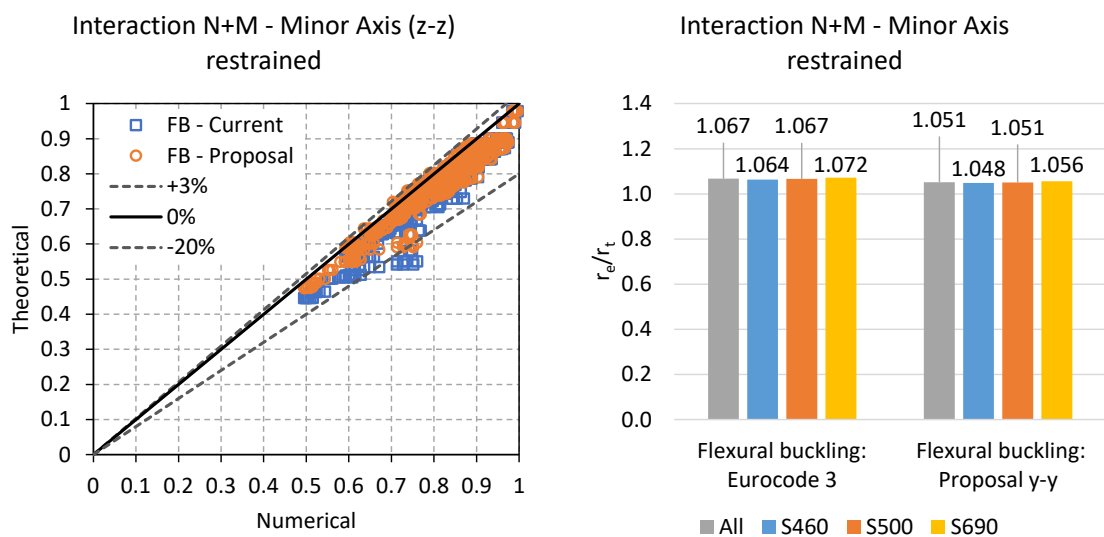 Interaction N+M - Minor Axis (z-z)
restrained
1
0.9
0.8
0.7
0.6
0.5
0.4
0.3
0.2
0.1
0
FB - Current
FB - Proposal
+3%
0%
-20%
Theoretical
0 0.1 0.2 0.3 0.4 0.5 0.6 0.7 0.8 0.9 1
Numerical
Interaction N+M - Minor Axis
restrained
1.4
1.2
1.0
0.8
0.6
0.4
0.2
0.0
re/rt
1.067 1.067 1.051 1.051
1.064 1.072 1.048 1.056
Flexural buckling: Flexural buckling:
Eurocode 3 Proposal y-y
All S460 S500 S690